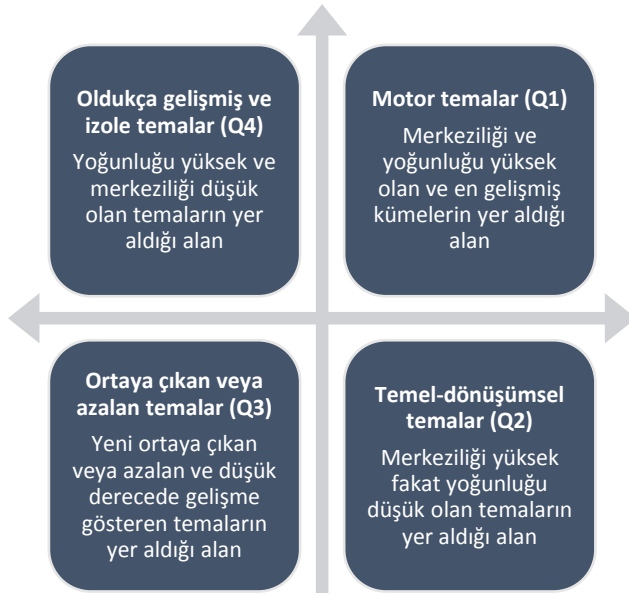 Oldukça gelişmiş ve
izole temalar (Q4)
Yoğunluğu yüksek ve
merkeziliği düşük
olan temaların yer
aldığı alan
Motor temalar (Q1)
Merkeziliği ve
yoğunluğu yüksek
olan ve en gelişmiş
kümelerin yer aldığı
alan
Ortaya çıkan veya
azalan temalar (Q3)
Yeni ortaya çıkan
veya azalan ve düşük
derecede gelişme
gösteren temaların
yer aldığı alan
Temel-dönüşümsel
temalar (Q2)
Merkeziliği yüksek
fakat yoğunluğu
düşük olan temaların
yer aldığı alan